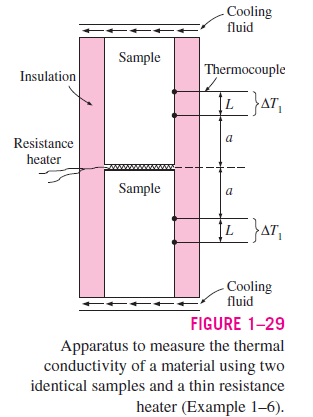 Cooling
fluid
Sample
Insulation
Thermocouple
L
ΔT₁
a
Resistance
heater
Sample
a
L
ΔT₁
Cooling
fluid
FIGURE 1–29
Apparatus to measure the thermal
conductivity of a material using two
identical samples and a thin resistance
heater (Example 1–6).